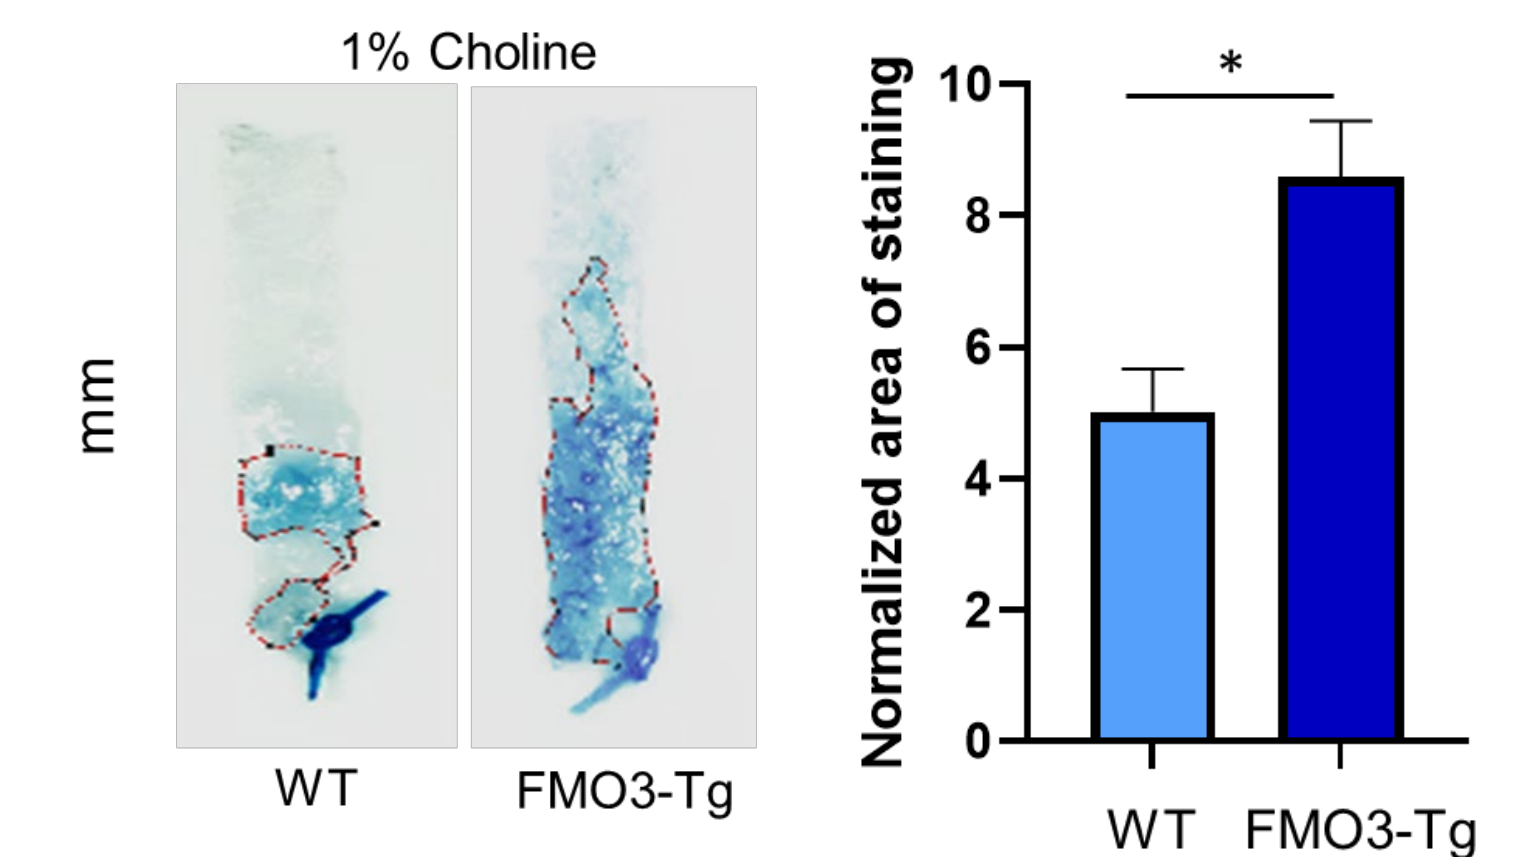 1% Choline
mm
WT
FMO3-Tg
Normalized area of staining
*
10
8
6
4
2
0
WT
FMO3-Tg